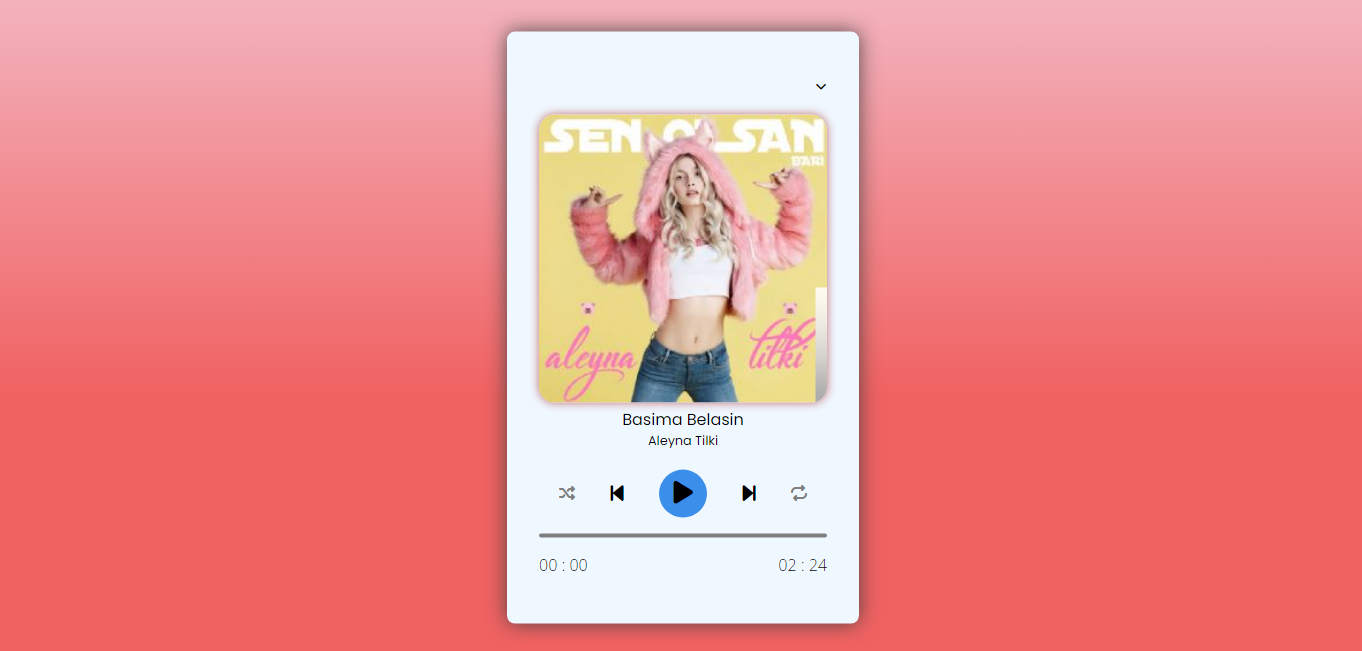 SEN OLSAN
BARI
aleyna tilki
Basima Belasin
Aleyna Tilki
00 : 00
02 : 24